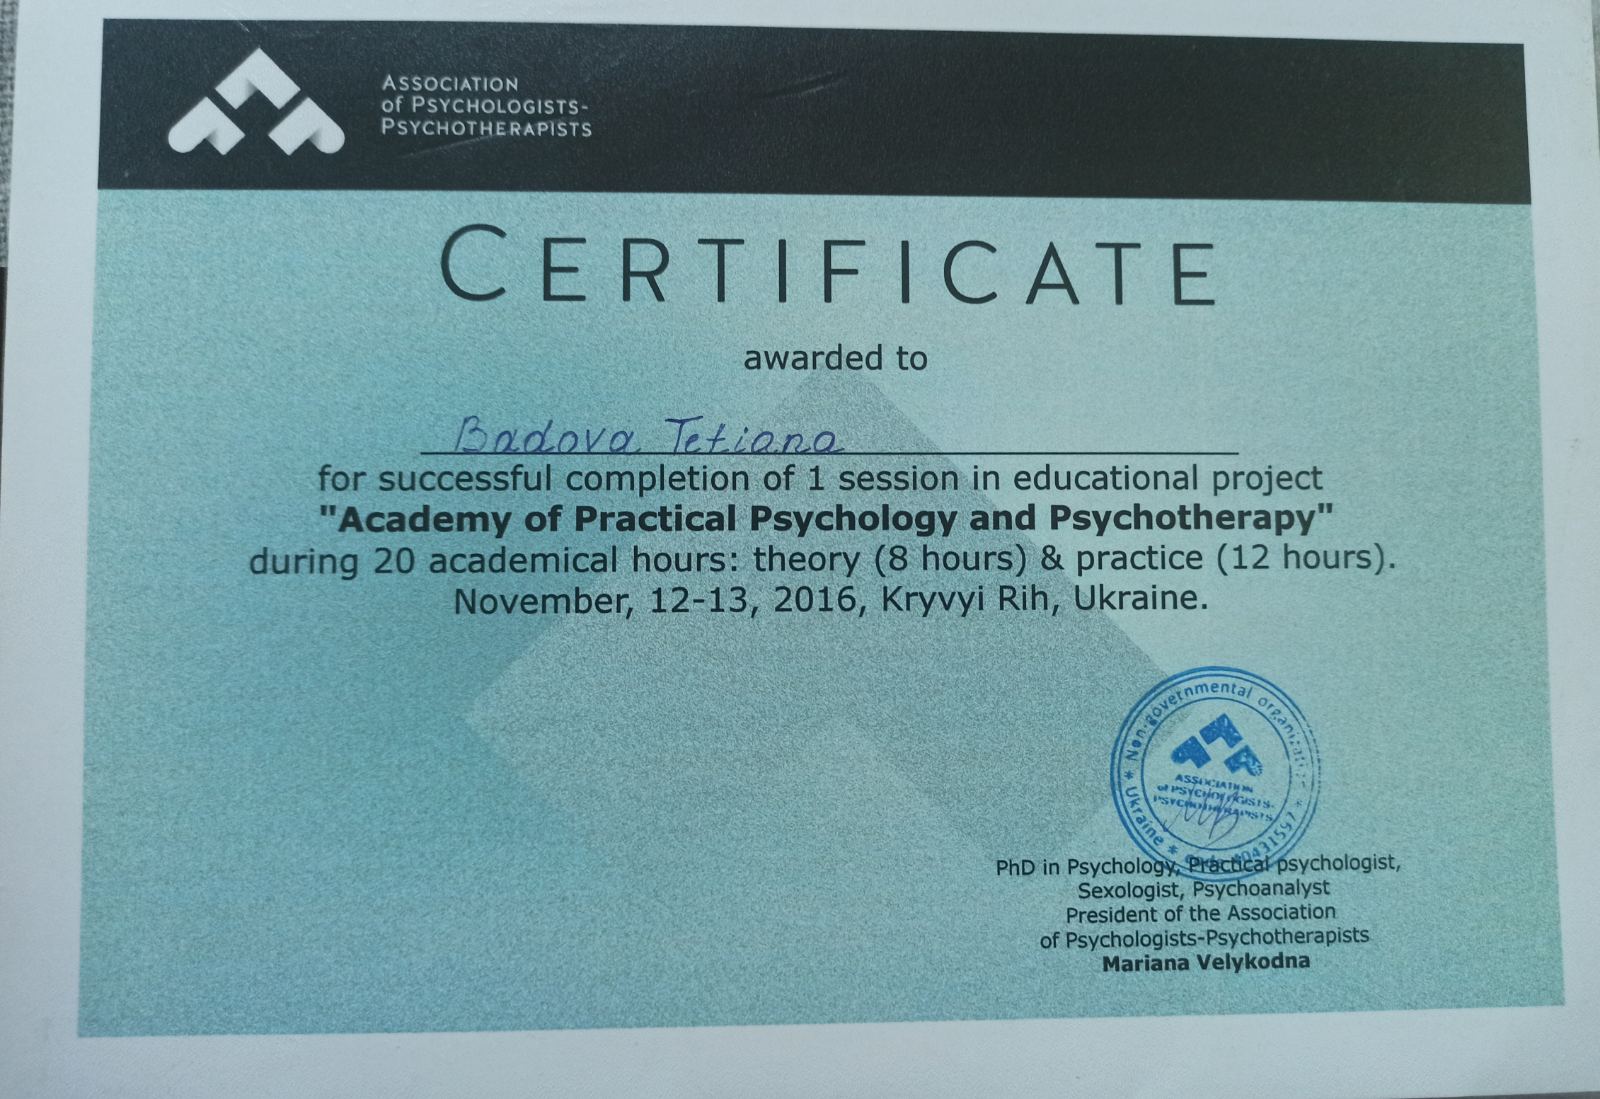 ASSOCIATION
of PSYCHOLOGISTS-
PSYCHOTHERAPISTS
CERTIFICATE
awarded to
Badova Tetiana
for successful completion of 1 session in educational project
"Academy of Practical Psychology and Psychotherapy"
during 20 academical hours: theory (8 hours) & practice (12 hours).
November, 12-13, 2016, Kryvyi Rih, Ukraine.
Non-governmental organization
ASSOCIATION
of PSYCHOLOGISTS-
PSYCHOTHERAPISTS
* Ukraine * code 40431597 *
PhD in Psychology, Practical psychologist,
Sexologist, Psychoanalyst
President of the Association
of Psychologists-Psychotherapists
Mariana Velykodna